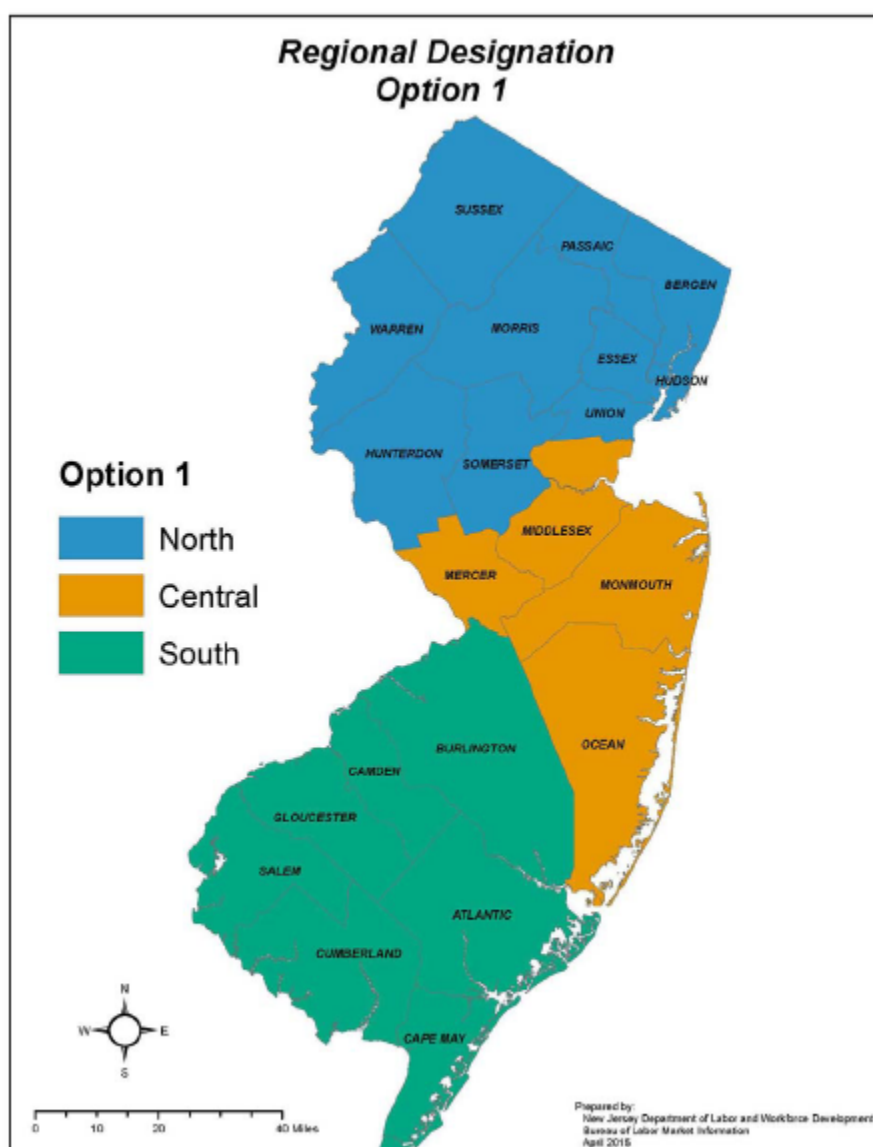 Regional Designation
Option 1
SUSSEX
PASSAIC
BERGEN
WARREN
MORRIS
ESSEX
HUDSON
UNION
HUNTERDON
SOMERSET
Option 1
North
Central
South
MIDDLESEX
MERCER
MONMOUTH
OCEAN
BURLINGTON
CAMDEN
GLOUCESTER
SALEM
ATLANTIC
CUMBERLAND
CAPE MAY
N
W E
S
0 10 20 40 Miles
Prepared by:
New Jersey Department of Labor and Workforce Development
Bureau of Labor Market Information
April 2015